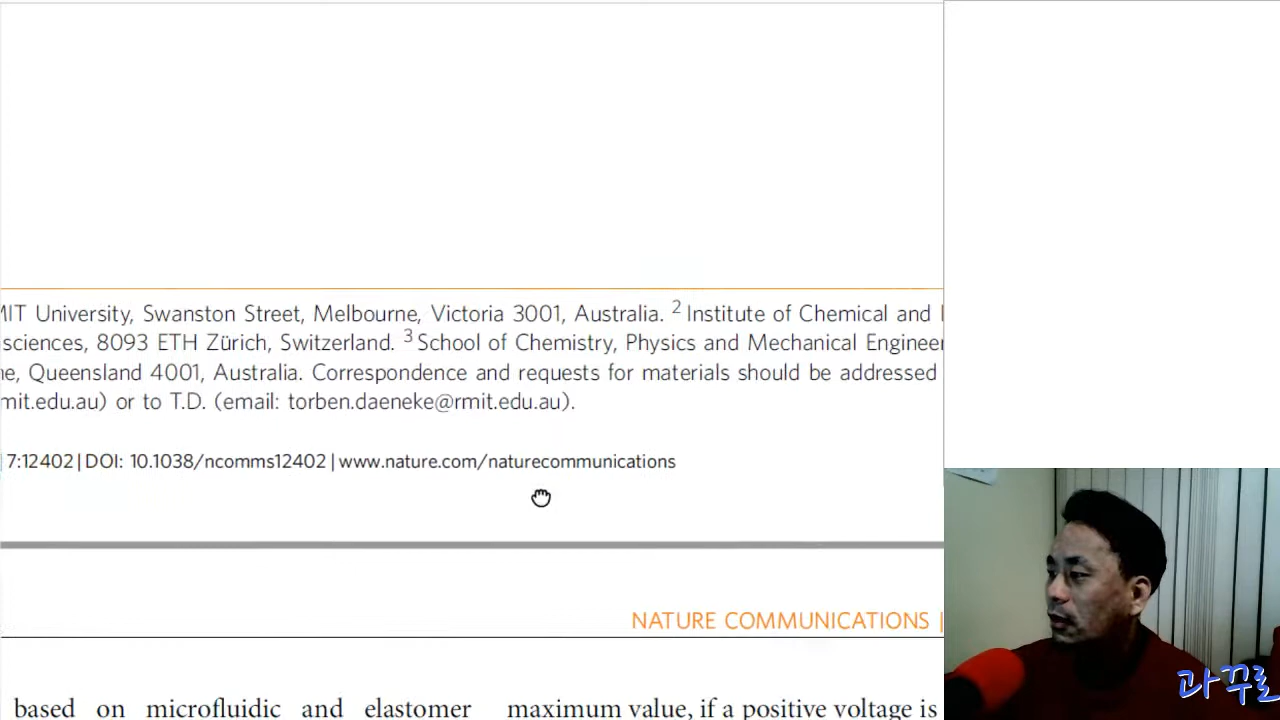 MIT University, Swanston Street, Melbourne, Victoria 3001, Australia. 2 Institute of Chemical and
sciences, 8093 ETH Zürich, Switzerland. 3 School of Chemistry, Physics and Mechanical Engineer
ne, Queensland 4001, Australia. Correspondence and requests for materials should be addressed
mit.edu.au) or to T.D. (email: torben.daeneke@rmit.edu.au).
| 7:12402 | DOI: 10.1038/ncomms12402 | www.nature.com/naturecommunications
NATURE COMMUNICATIONS |
based on microfluidic and elastomer
maximum value, if a positive voltage is
과꾸로